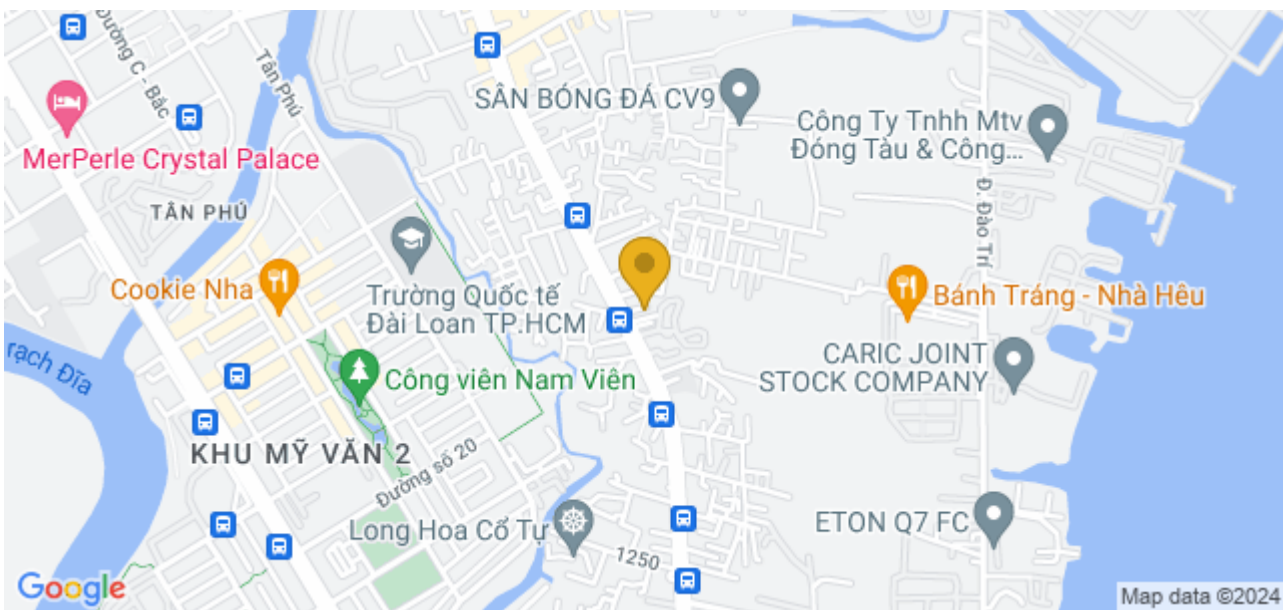 Đường C - Bắc
Tân Phú
SÂN BÓNG ĐÁ CV9
Công Ty Tnhh Mtv
Đóng Tàu & Công...
MerPerle Crystal Palace
TÂN PHÚ
Đ. Đào Trí
Cookie Nha
Trường Quốc tế
Đài Loan TP.HCM
Bánh Tráng - Nhà Hêu
rạch Đĩa
CARIC JOINT
STOCK COMPANY
Công viên Nam Viên
KHU MỸ VĂN 2
Đường số 20
Long Hoa Cổ Tự
ETON Q7 FC
1250
Google
Map data ©2024